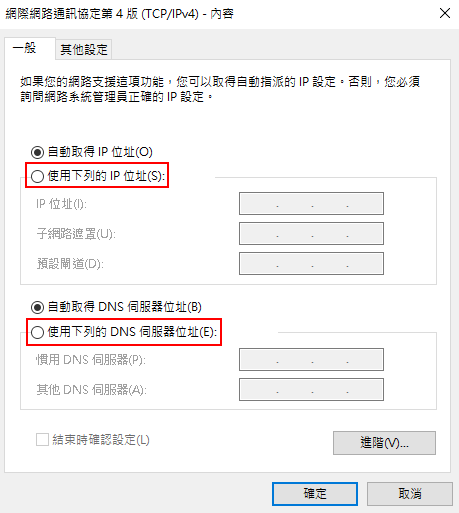 網際網路通訊協定第 4 版 (TCP/IPv4) - 內容
一般 其他設定
如果您的網路支援這項功能，您可以取得自動指派的 IP 設定。否則，您必須
詢問網路系統管理員正確的 IP 設定。
自動取得 IP 位址(O)
使用下列的 IP 位址(S):
IP 位址(I):
子網路遮罩(U):
預設閘道(D):
自動取得 DNS 伺服器位址(B)
使用下列的 DNS 伺服器位址(E):
慣用 DNS 伺服器(P):
其他 DNS 伺服器(A):
結束時確認設定(L)
進階(V)...
確定 取消